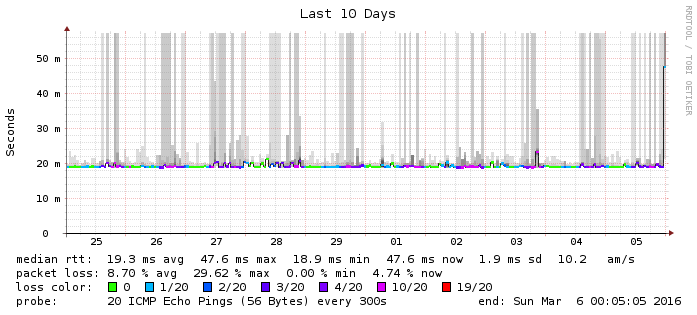 Last 10 Days
RRDTOOL / TOBI OETIKER
Seconds
50 m
40 m
30 m
20 m
10 m
0
25 26 27 28 29 01 02 03 04 05
median rtt: 19.3 ms avg 47.6 ms max 18.9 ms min 47.6 ms now 1.9 ms sd 10.2 am/s
packet loss: 8.70 % avg 29.62 % max 0.00 % min 4.74 % now
loss color: 0 1/20 2/20 3/20 4/20 10/20 19/20
probe: 20 ICMP Echo Pings (56 Bytes) every 300s end: Sun Mar 6 00:05:05 2016